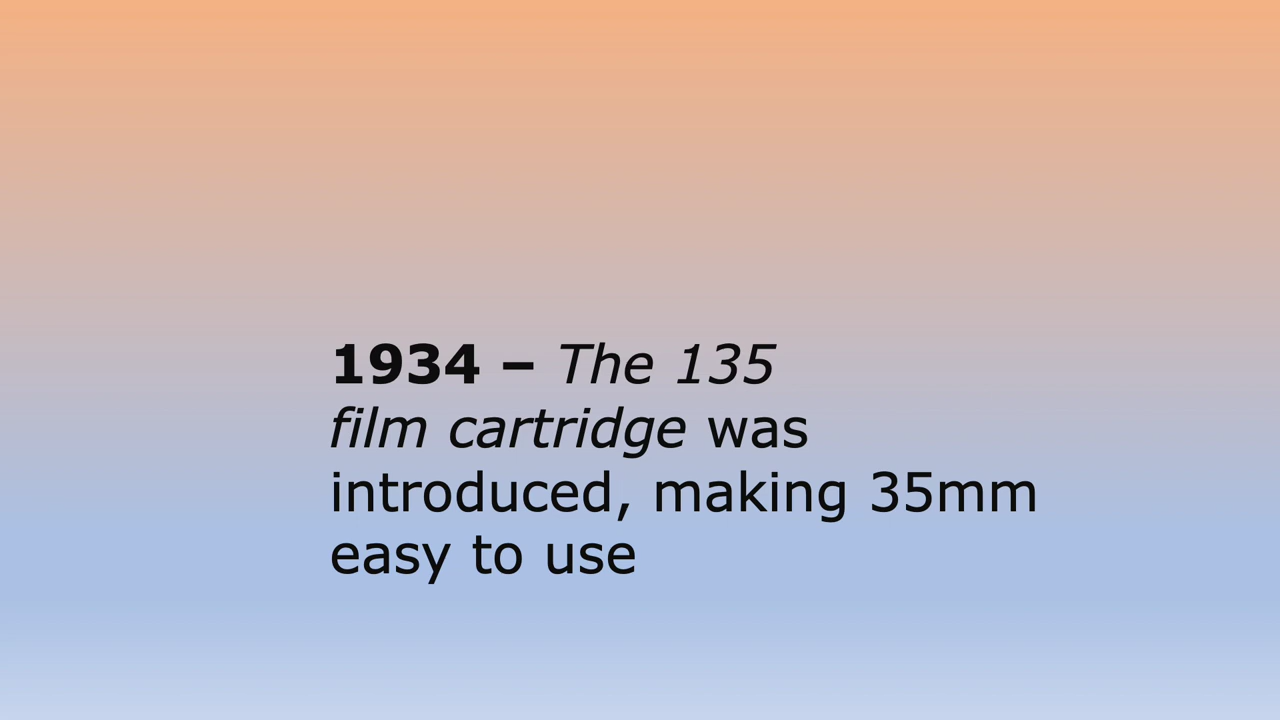 1934 – The 135
film cartridge was
introduced, making 35mm
easy to use